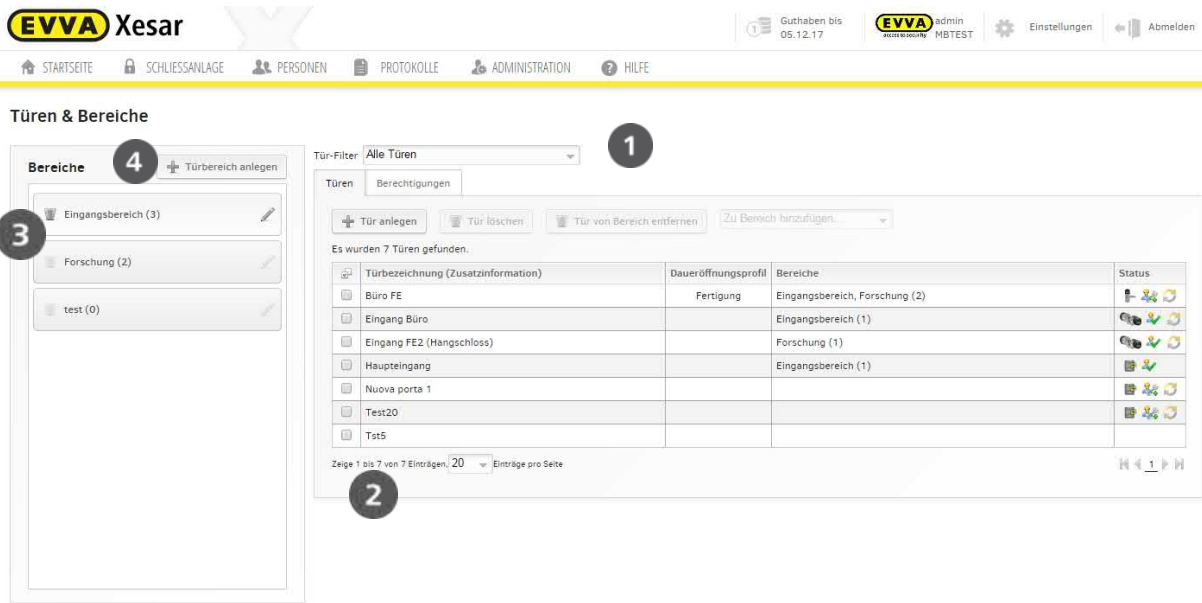 EVVA Xesar
Guthaben bis
05.12.17
EVVA
access to security
admin
MBTEST
Einstellungen
Abmelden
STARTSEITE SCHLIESSANLAGE PERSONEN PROTOKOLLE ADMINISTRATION HILFE
Türen & Bereiche
Bereiche
4
Türbereich anlegen
Eingangsbereich (3)
3
Forschung (2)
test (0)
Tür-Filter Alle Türen
1
Türen Berechtigungen
Tür anlegen Tür löschen Tür von Bereich entfernen Zu Bereich hinzufügen...
Es wurden 7 Türen gefunden.
Türbezeichnung (Zusatzinformation) Daueröffnungsprofil Bereiche Status
Büro FE Fertigung Eingangsbereich, Forschung (2)
Eingang Büro Eingangsbereich (1)
Eingang FE2 (Hangschloss) Forschung (1)
Haupteingang Eingangsbereich (1)
Nuova porta 1
Test20
Tst5
Zeige 1 bis 7 von 7 Einträgen, 20 Einträge pro Seite
1
2